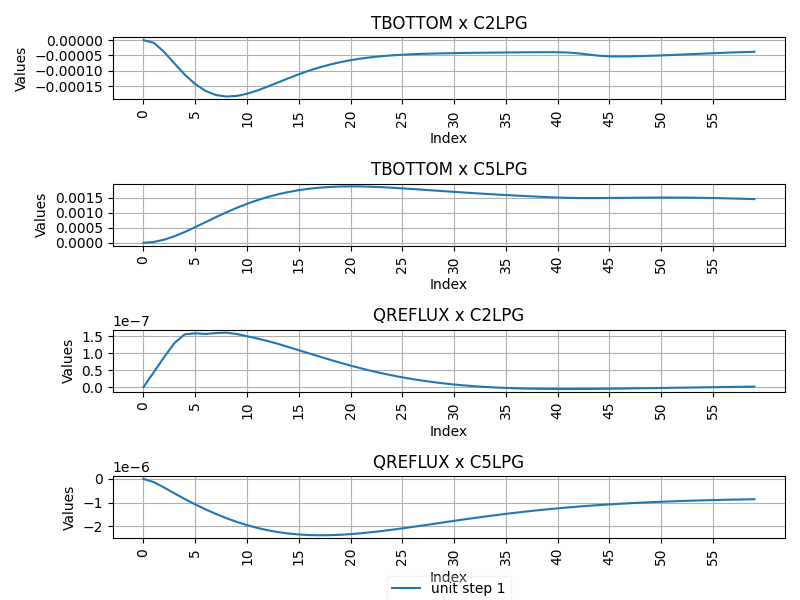 TBOTTOM x C2LPG
0.00000
−0.00005
−0.00010
−0.00015
Values
0 5 10 15 20 25 30 35 40 45 50 55
Index
TBOTTOM x C5LPG
0.0015
0.0010
0.0005
0.0000
Values
0 5 10 15 20 25 30 35 40 45 50 55
Index
QREFLUX x C2LPG
1e−7
1.5
1.0
0.5
0.0
Values
0 5 10 15 20 25 30 35 40 45 50 55
Index
QREFLUX x C5LPG
1e−6
0
−1
−2
Values
0 5 10 15 20 25 30 35 40 45 50 55
Index
unit step 1